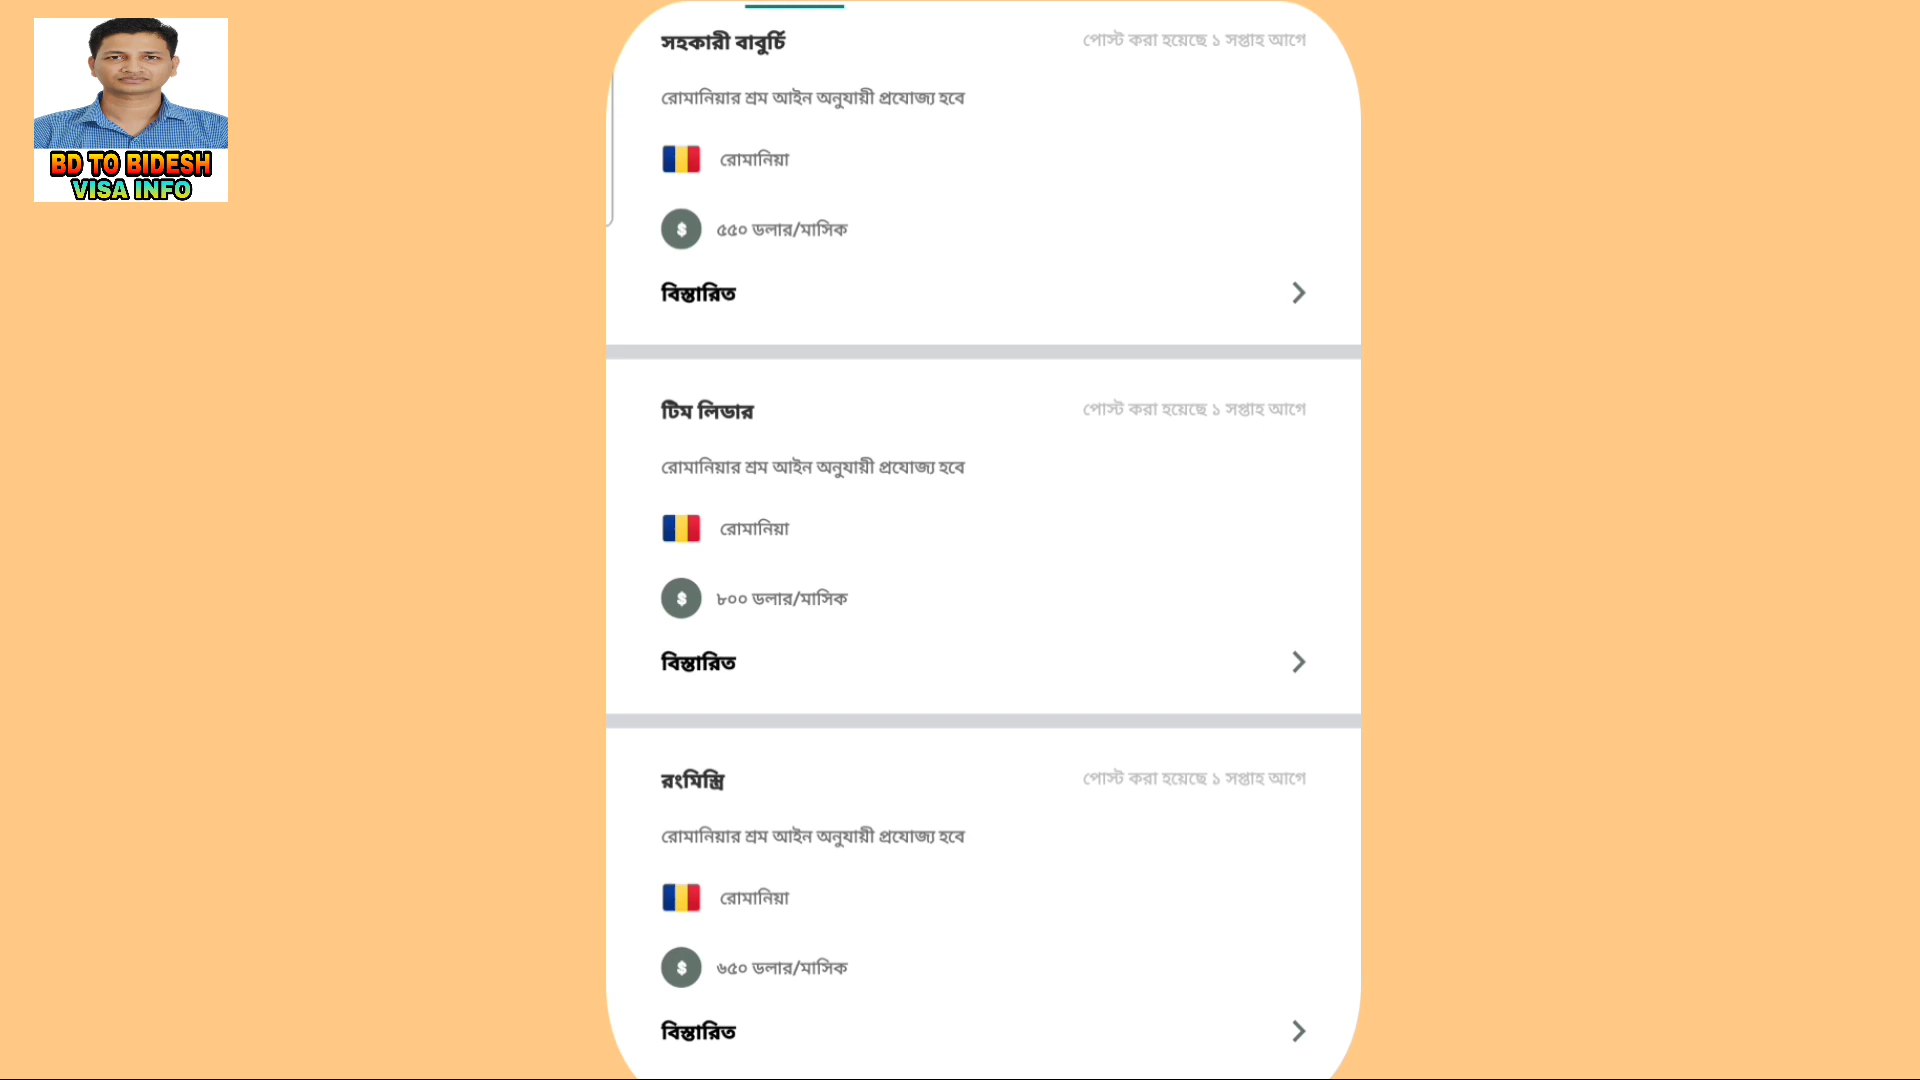 BD TO BIDESH
VISA INFO
সহকারী বাবুর্চি
পোস্ট করা হয়েছে ১ সপ্তাহ আগে
রোমানিয়ার শ্রম আইন অনুযায়ী প্রযোজ্য হবে
রোমানিয়া
$ ৫৫০ ডলার/মাসিক
বিস্তারিত
টিম লিডার
পোস্ট করা হয়েছে ১ সপ্তাহ আগে
রোমানিয়ার শ্রম আইন অনুযায়ী প্রযোজ্য হবে
রোমানিয়া
$ ৮০০ ডলার/মাসিক
বিস্তারিত
রংমিস্ত্রি
পোস্ট করা হয়েছে ১ সপ্তাহ আগে
রোমানিয়ার শ্রম আইন অনুযায়ী প্রযোজ্য হবে
রোমানিয়া
$ ৬৫০ ডলার/মাসিক
বিস্তারিত